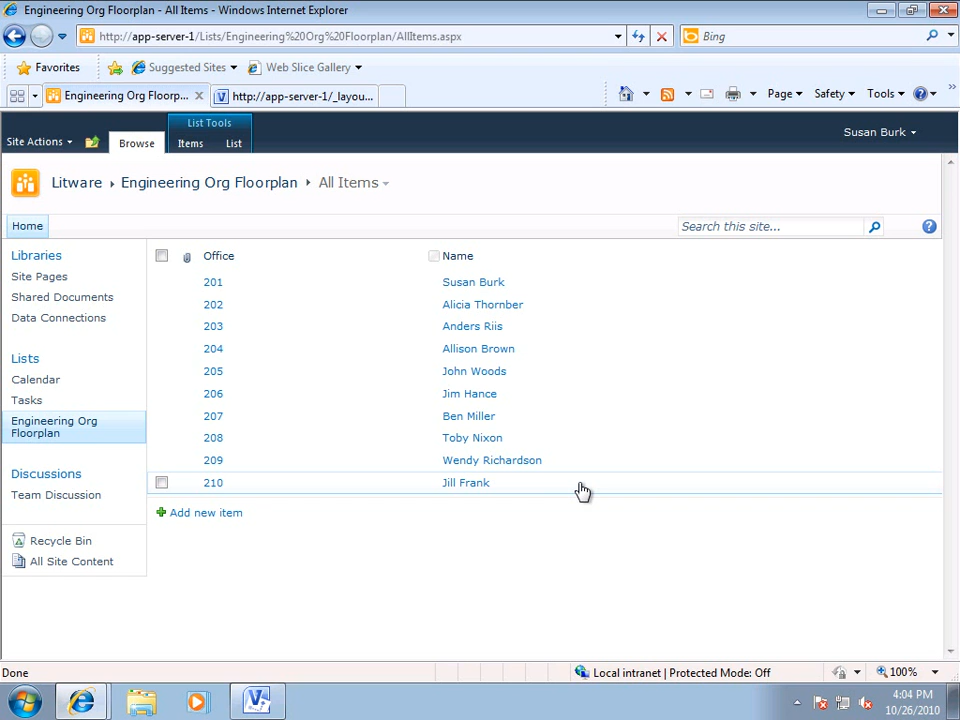 Engineering Org Floorplan - All Items - Windows Internet Explorer
http://app-server-1/Lists/Engineering%20Org%20Floorplan/AllItems.aspx
Bing
Favorites
Suggested Sites
Web Slice Gallery
Engineering Org Floorp...
http://app-server-1/_layou...
Page
Safety
Tools
Site Actions
Browse
List Tools
Items
List
Susan Burk
Litware
Engineering Org Floorplan
All Items
Home
Search this site...
Libraries
Site Pages
Shared Documents
Data Connections
Lists
Calendar
Tasks
Engineering Org
Floorplan
Discussions
Team Discussion
Recycle Bin
All Site Content
Office Name
201 Susan Burk
202 Alicia Thornber
203 Anders Riis
204 Allison Brown
205 John Woods
206 Jim Hance
207 Ben Miller
208 Toby Nixon
209 Wendy Richardson
210 Jill Frank
Add new item
Done
Local intranet | Protected Mode: Off
100%
4:04 PM
10/26/2010